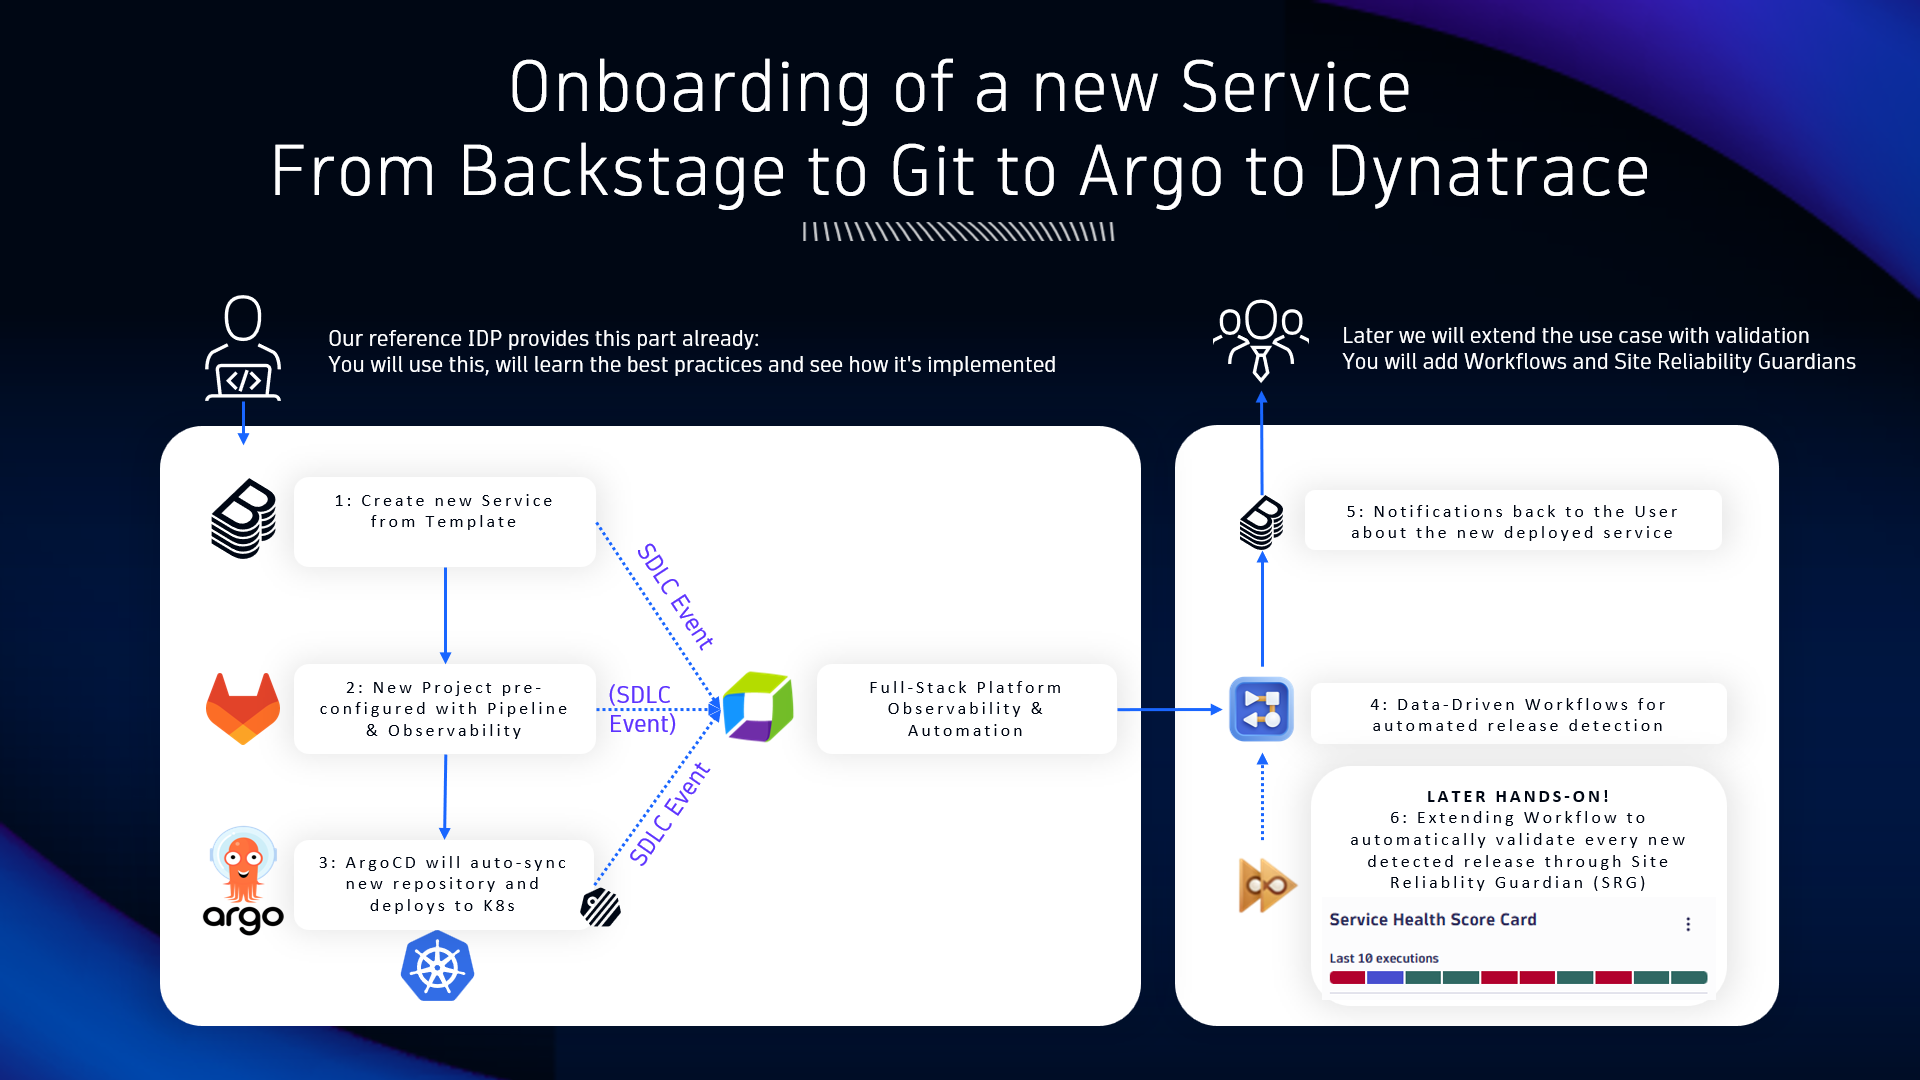 Onboarding of a new Service
From Backstage to Git to Argo to Dynatrace
Our reference IDP provides this part already:
You will use this, will learn the best practices and see how it's implemented
Later we will extend the use case with validation
You will add Workflows and Site Reliability Guardians
</>
1: Create new Service
from Template
SDLC Event
2: New Project pre-
configured with Pipeline
& Observability
(SDLC
Event)
SDLC Event
3: ArgoCD will auto-sync
new repository and
deploys to K8s
argo
Full-Stack Platform
Observability &
Automation
5: Notifications back to the User
about the new deployed service
4: Data-Driven Workflows for
automated release detection
LATER HANDS-ON!
6: Extending Workflow to
automatically validate every new
detected release through Site
Reliablity Guardian (SRG)
Service Health Score Card
Last 10 executions